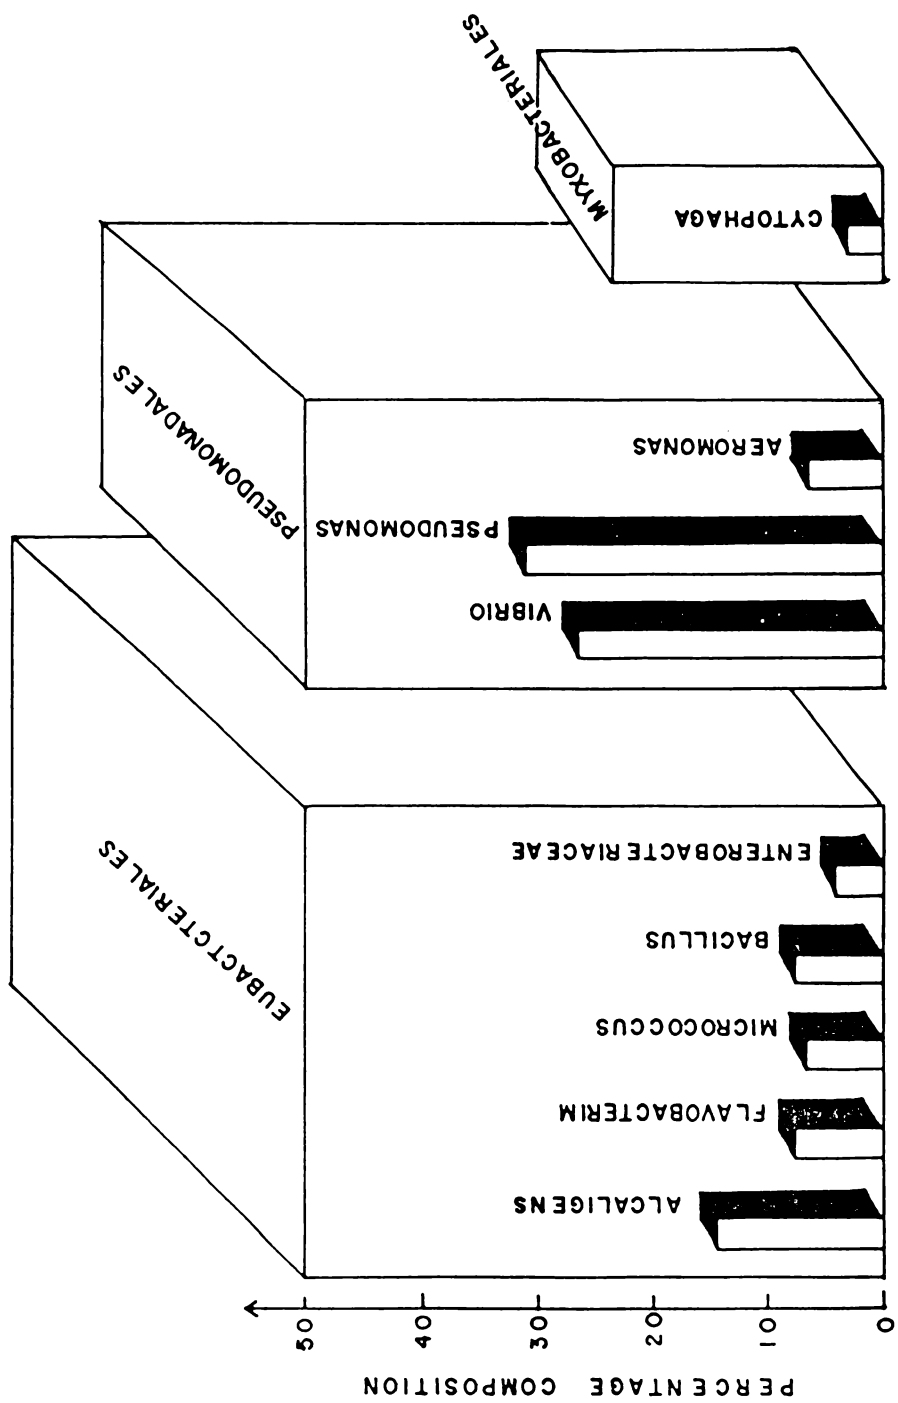 PERCENTAGE COMPOSITION
50
40
30
20
10
0
EUBACTCTERIALES
ALCALIGENS
FLAVOBACTERIM
MICROCOCCUS
BACILLUS
ENTEROBACTERIACEAE
PSEUDOMONADALES
VIBRIO
PSEUDOMONAS
AEROMONAS
MYXOBACTERIALES
CYTOPHAGA